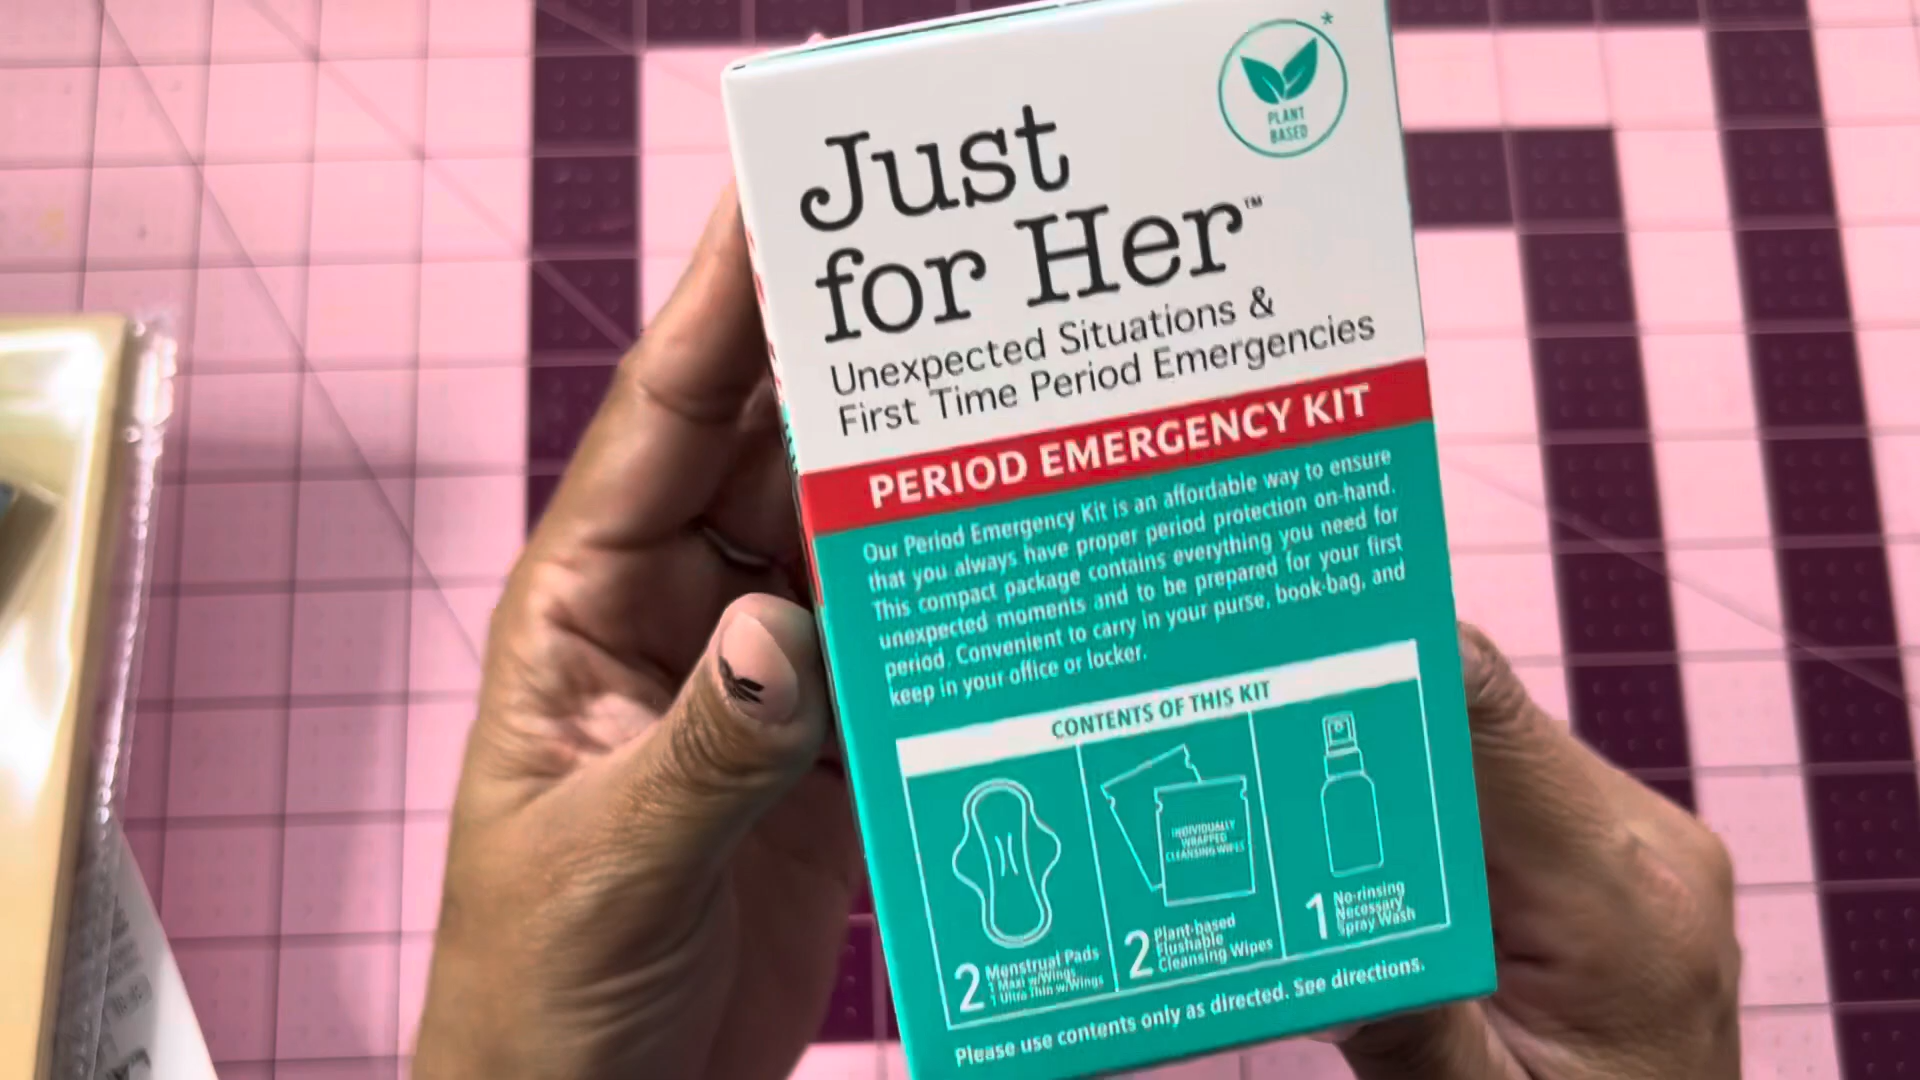 *
PLANT
BASED
Just
for Her™
Unexpected Situations &
First Time Period Emergencies
PERIOD EMERGENCY KIT
Our Period Emergency Kit is an affordable way to ensure
that you always have proper period protection on-hand.
This compact package contains everything you need for
unexpected moments and to be prepared for your first
period. Convenient to carry in your purse, book-bag, and
keep in your office or locker.
CONTENTS OF THIS KIT
2 Menstrual Pads
1 Maxi w/Wings
1 Ultra Thin w/Wings
INDIVIDUALLY
WRAPPED
CLEANSING WIPES
2 Plant-based
Flushable
Cleansing Wipes
1 No-rinsing
Necessary
Spray Wash
Please use contents only as directed. See directions.